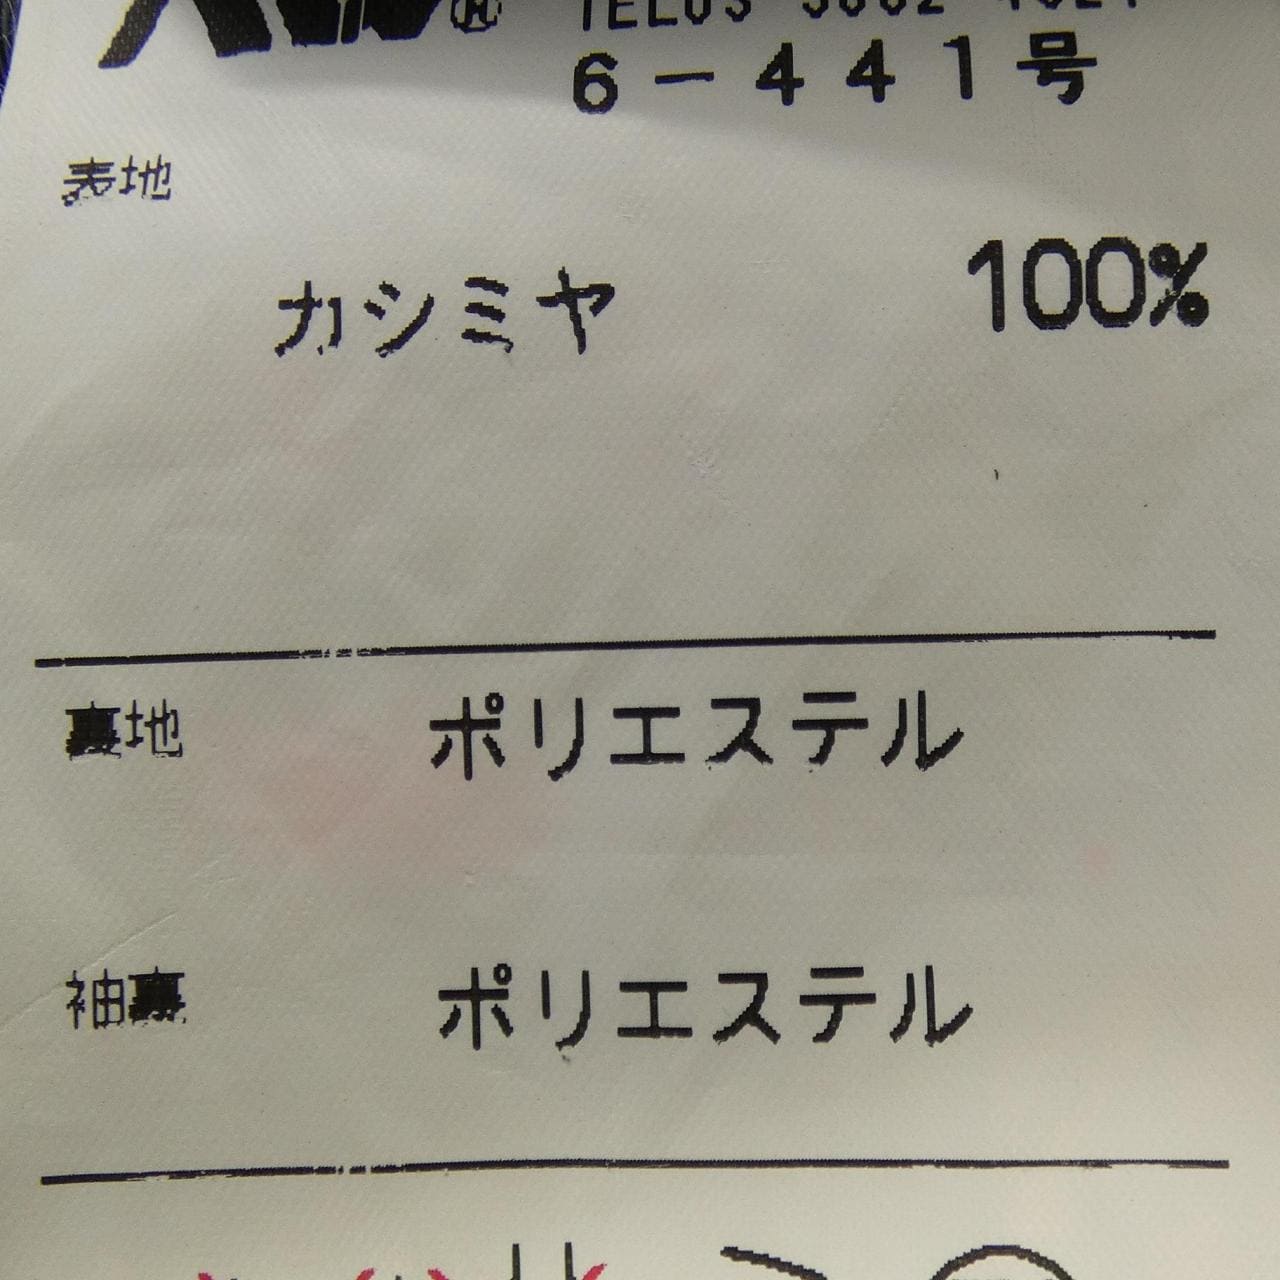 6－441号
表地
カシミヤ 100%
裏地 ポリエステル
袖裏 ポリエステル